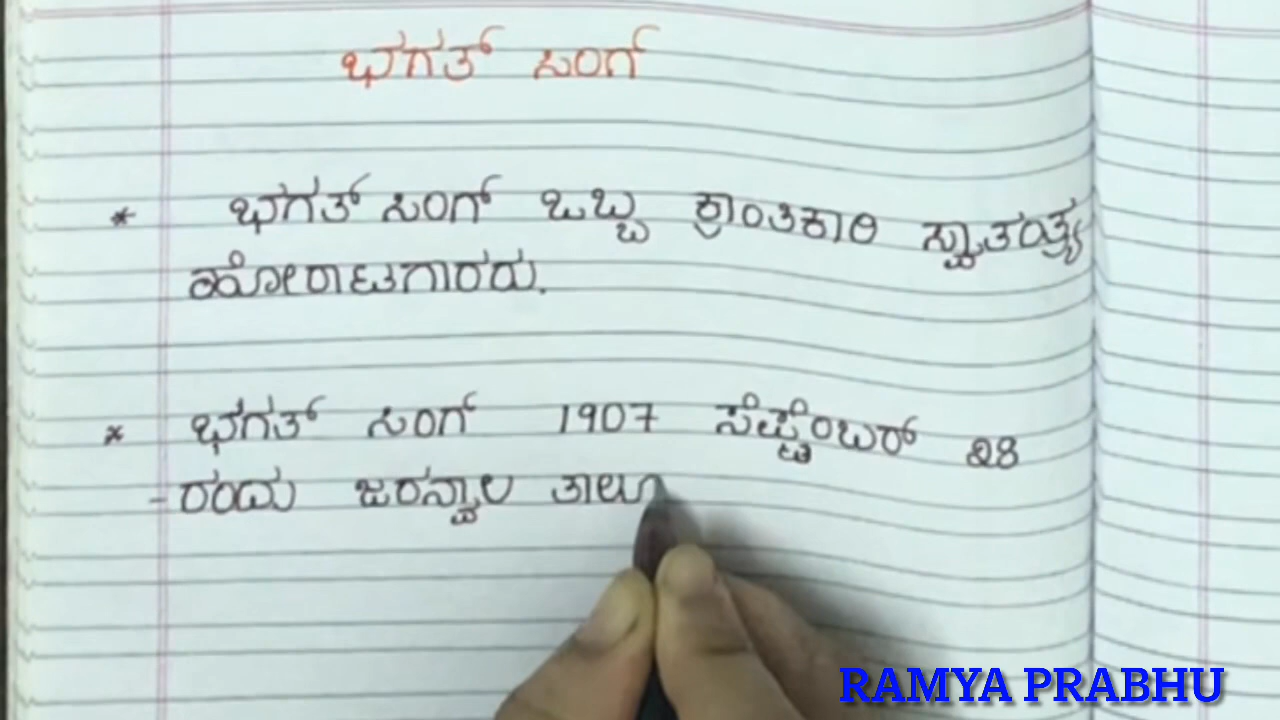 ಭಗತ್ ಸಿಂಗ್
* ಭಗತ್ ಸಿಂಗ್ ಒಬ್ಬ ಕ್ರಾಂತಿಕಾರಿ ಸ್ವಾತಂತ್ರ್ಯ
ಹೋರಾಟಗಾರರು.
* ಭಗತ್ ಸಿಂಗ್ 1907 ಸೆಪ್ಟೆಂಬರ್ 28
-ರಂದು ಜರನ್ವಾಲ ತಾಲೂ
RAMYA PRABHU